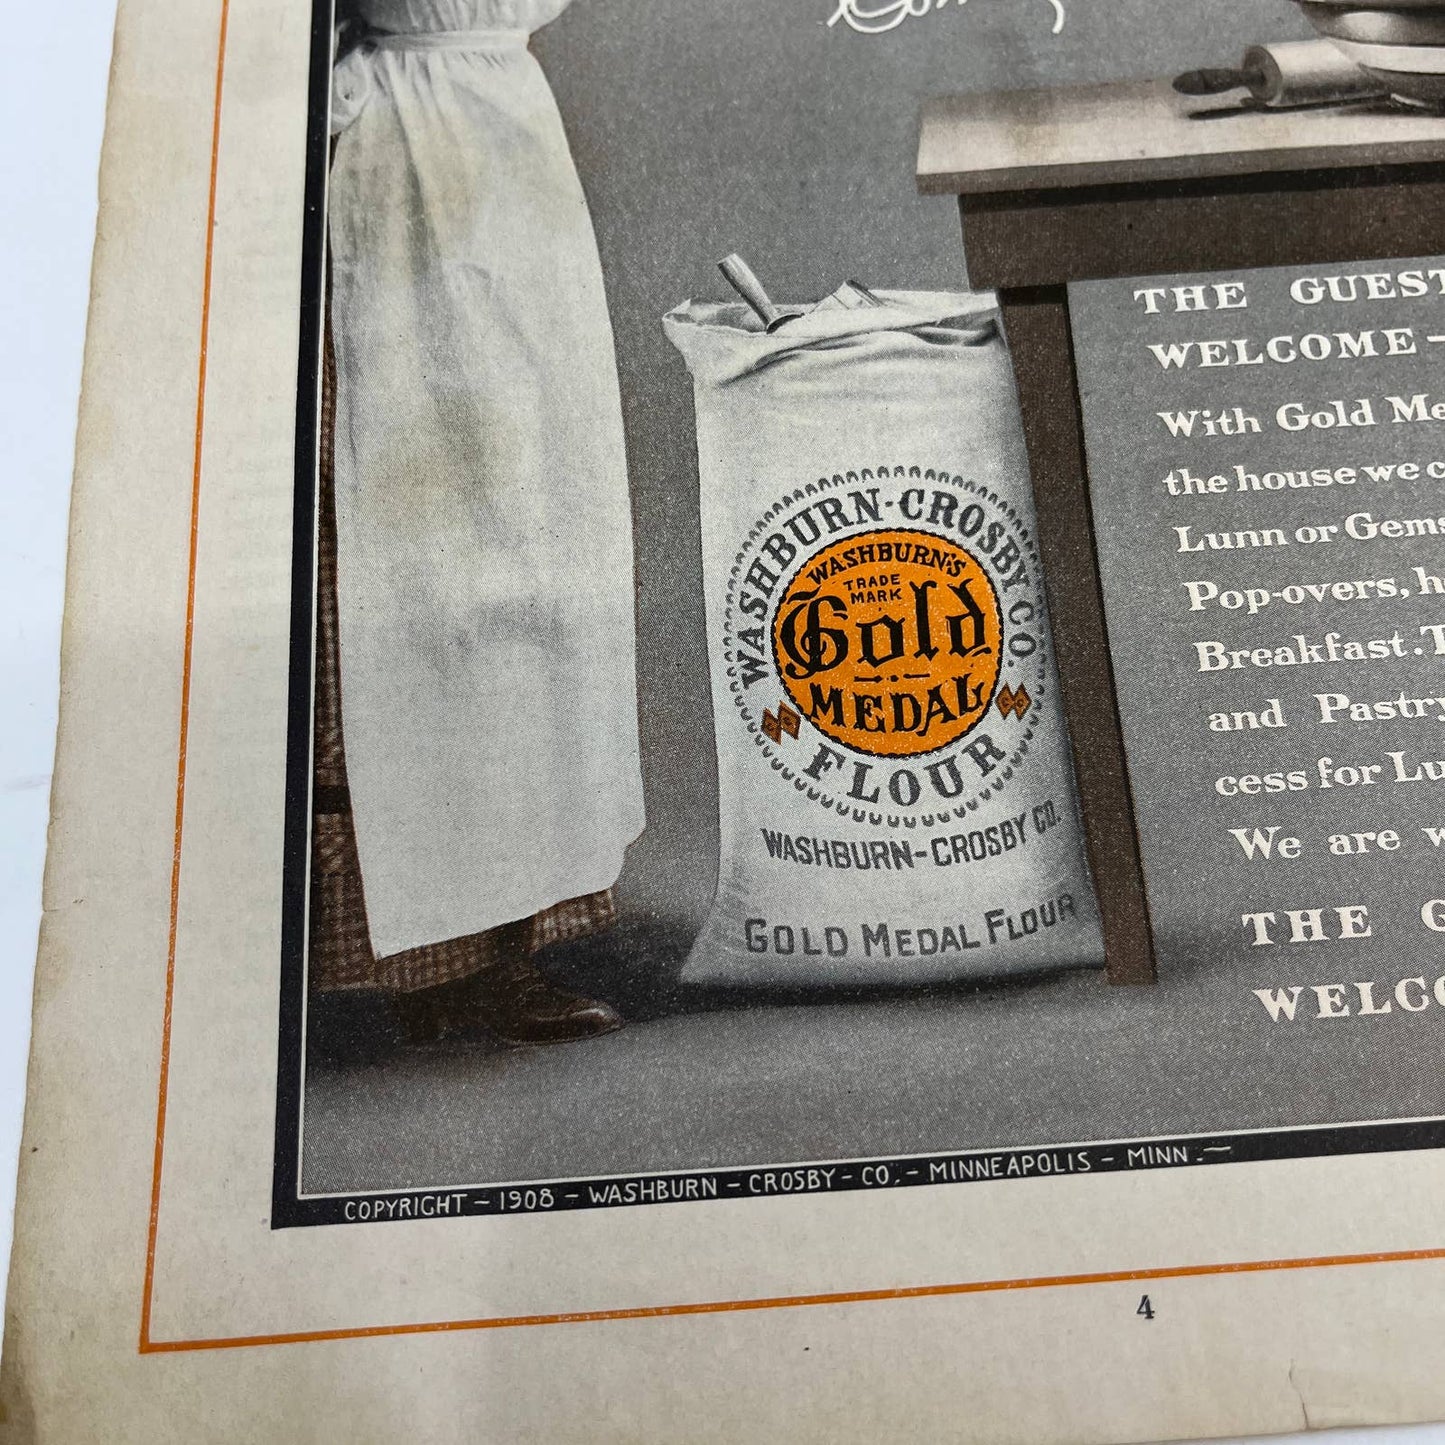 WASHBURN-CROSBY CO.
WASHBURN'S
TRADE
MARK
Gold
MEDAL
FLOUR
WASHBURN-CROSBY CO.
GOLD MEDAL FLOUR
THE GUEST
WELCOME—
With Gold Me
the house we c
Lunn or Gems
Pop-overs, h
Breakfast. T
and Pastry
cess for Lu
We are w
THE G
WELCO
COPYRIGHT – 1908 – WASHBURN – CROSBY – CO. – MINNEAPOLIS – MINN. –
4